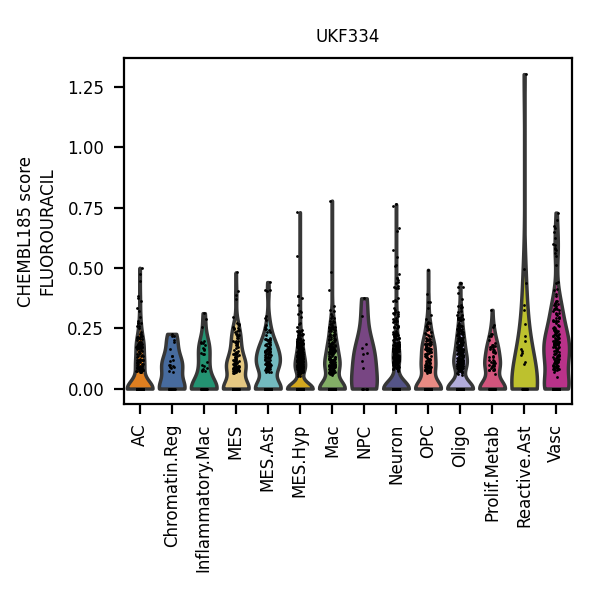 UKF334
CHEMBL185 score
FLUOROURACIL
1.25
1.00
0.75
0.50
0.25
0.00
AC
Chromatin.Reg
Inflammatory.Mac
MES
MES.Ast
MES.Hyp
Mac
NPC
Neuron
OPC
Oligo
Prolif.Metab
Reactive.Ast
Vasc